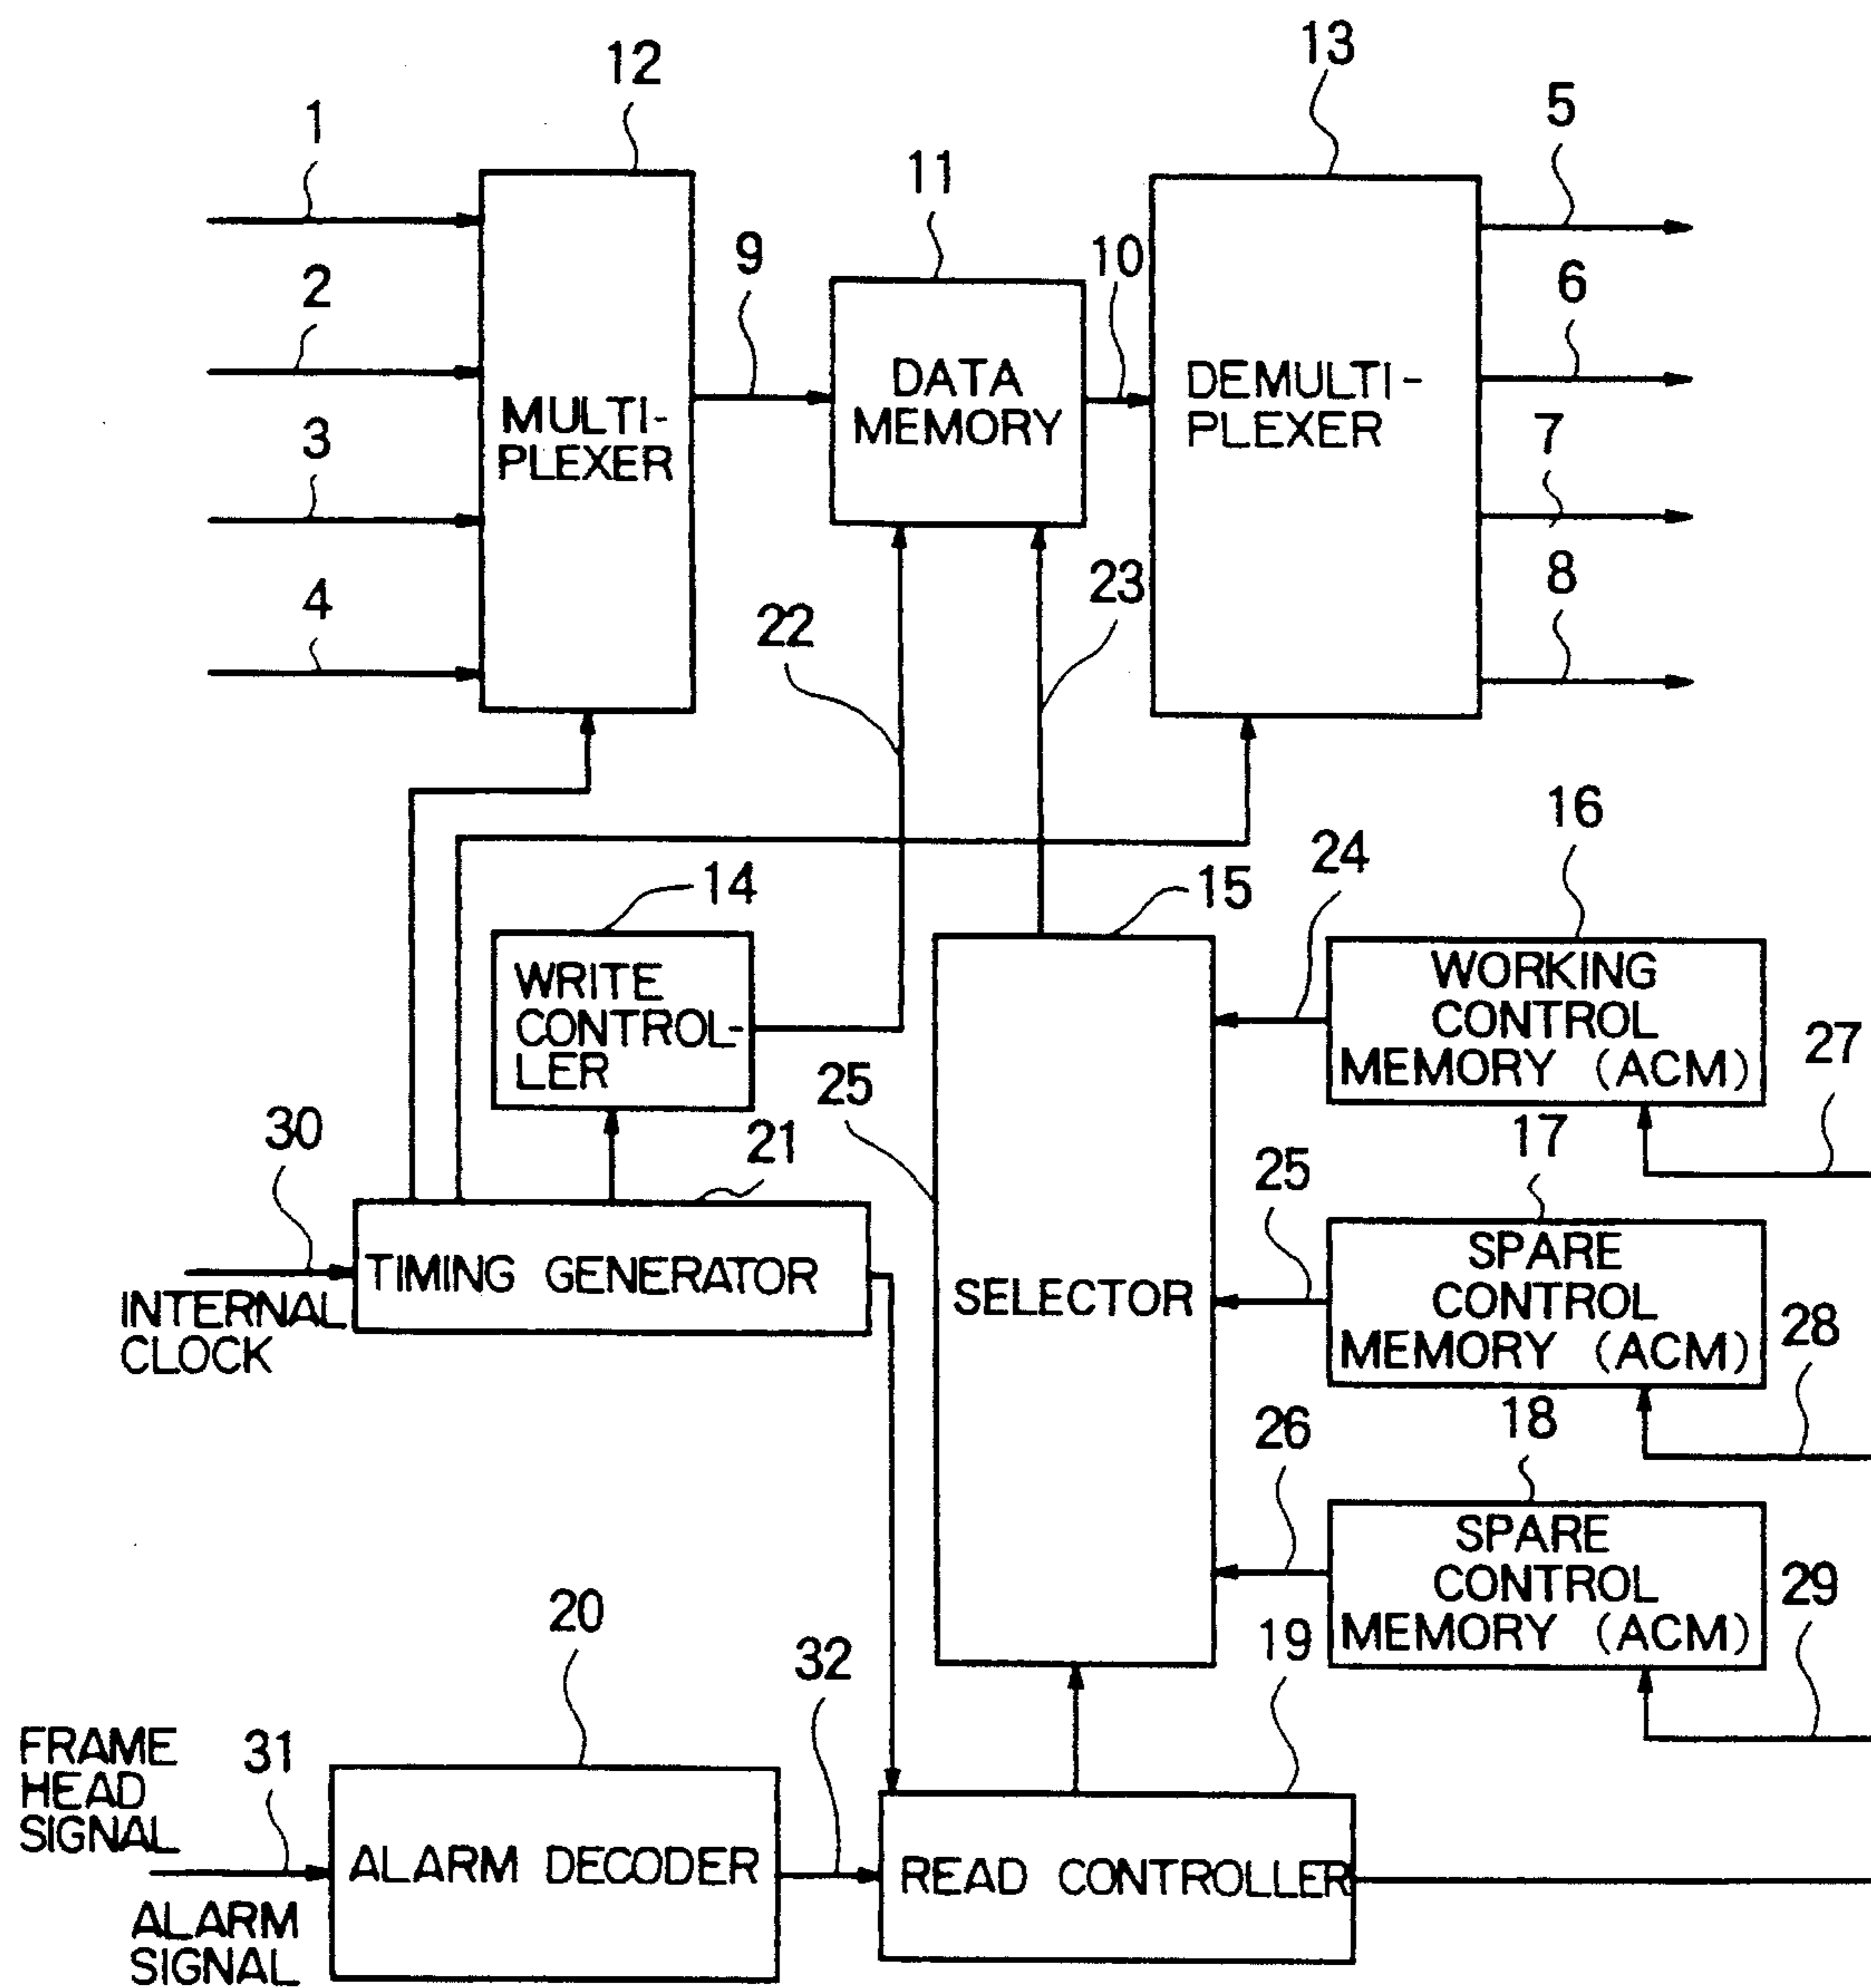 12
13
1
5
11
2
9
10
6
DATA
MEMORY
DEMULTI-
PLEXER
MULTI-
PLEXER
3
7
4
22
23
8
16
14
15
24
WORKING
CONTROL
MEMORY (ACM)
WRITE
CONTROL-
LER
25
27
30
21
17
25
SPARE
CONTROL
MEMORY (ACM)
TIMING GENERATOR
SELECTOR
INTERNAL
CLOCK
28
18
26
SPARE
CONTROL
MEMORY (ACM)
29
20
32
19
FRAME
HEAD
SIGNAL
31
ALARM DECODER
READ CONTROLLER
ALARM
SIGNAL